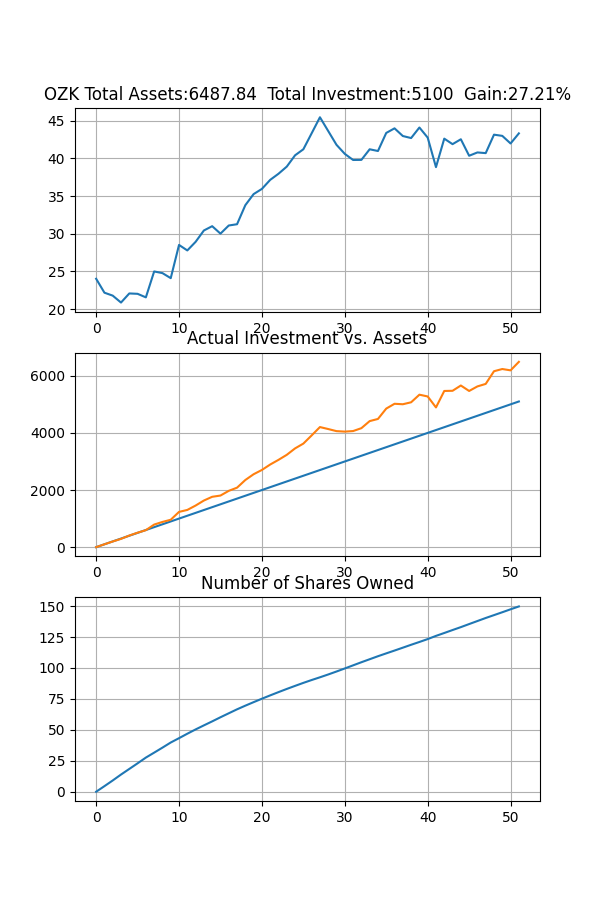 OZK Total Assets:6487.84  Total Investment:5100  Gain:27.21%
45
40
35
30
25
20
0 10 20 30 40 50
Actual Investment vs. Assets
6000
4000
2000
0
0 10 20 30 40 50
Number of Shares Owned
150
125
100
75
50
25
0
0 10 20 30 40 50